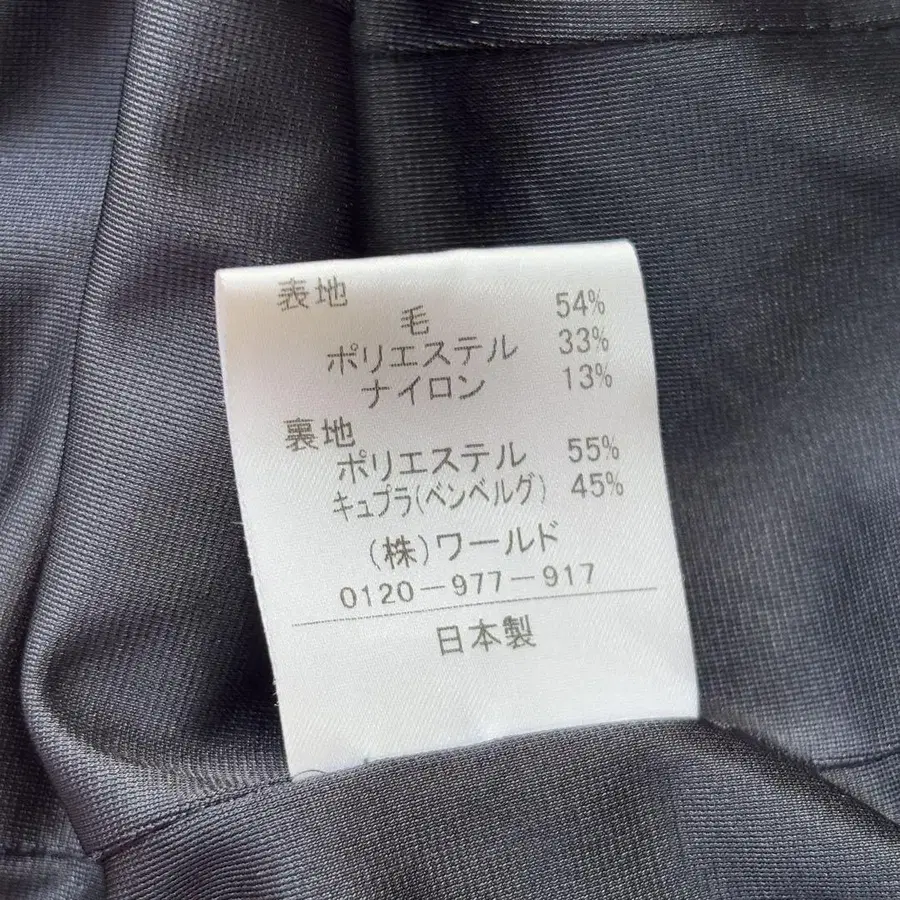 表地
毛 54%
ポリエステル 33%
ナイロン 13%
裏地
ポリエステル 55%
キュプラ(ベンベルグ) 45%
(株)ワールド
0120-977-917
日本製